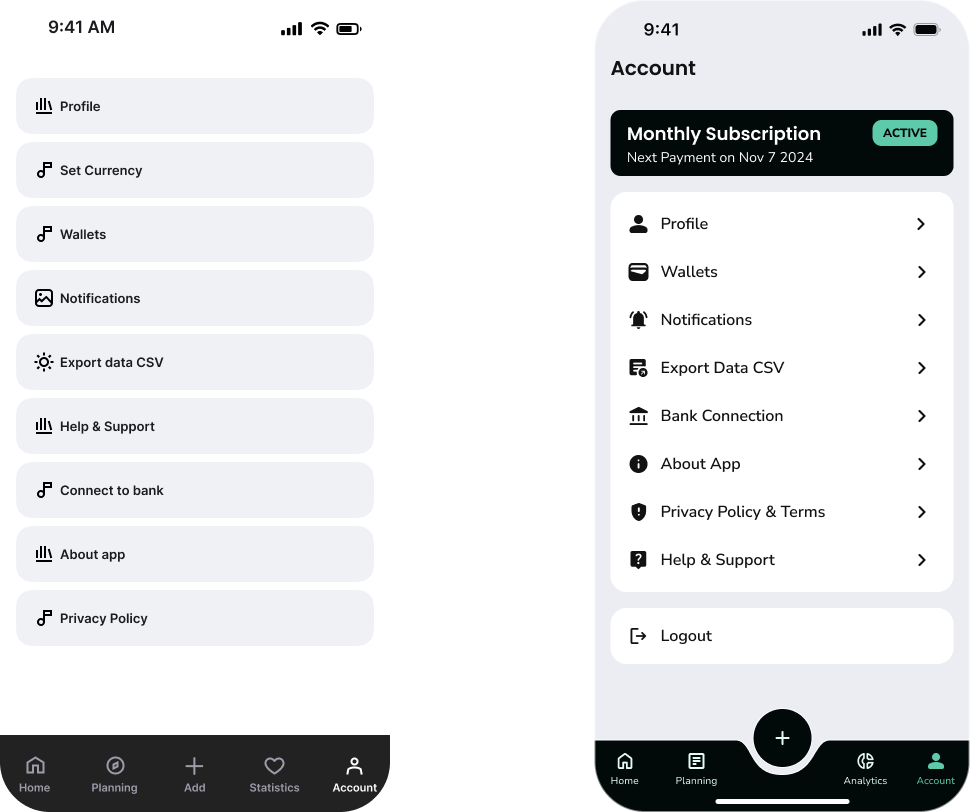 9:41 AM
Profile
Set Currency
Wallets
Notifications
Export data CSV
Help & Support
Connect to bank
About app
Privacy Policy
Home
Planning
Add
Statistics
Account
9:41
Account
Monthly Subscription
ACTIVE
Next Payment on Nov 7 2024
Profile
Wallets
Notifications
Export Data CSV
Bank Connection
About App
Privacy Policy & Terms
Help & Support
Logout
Home
Planning
Analytics
Account